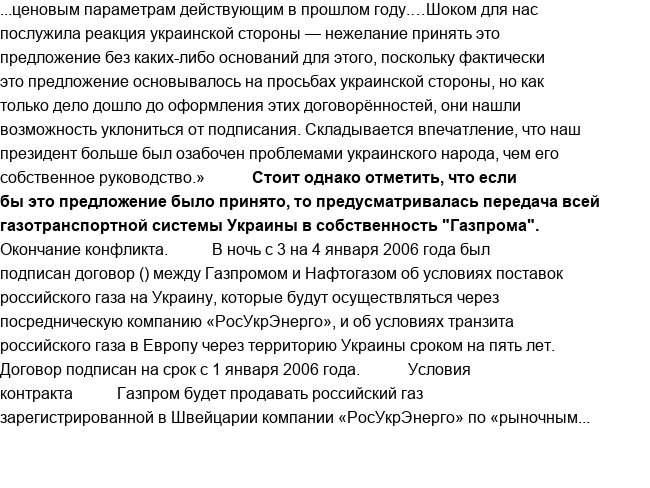 ...ценовым параметрам действующим в прошлом году.…Шоком для нас
послужила реакция украинской стороны — нежелание принять это
предложение без каких-либо оснований для этого, поскольку фактически
это предложение основывалось на просьбах украинской стороны, но как
только дело дошло до оформления этих договорённостей, они нашли
возможность уклониться от подписания. Складывается впечатление, что наш
президент больше был озабочен проблемами украинского народа, чем его
собственное руководство.» Стоит однако отметить, что если
бы это предложение было принято, то предусматривалась передача всей
газотранспортной системы Украины в собственность "Газпрома".
Окончание конфликта. В ночь с 3 на 4 января 2006 года был
подписан договор () между Газпромом и Нафтогазом об условиях поставок
российского газа на Украину, которые будут осуществляться через
посредническую компанию «РосУкрЭнерго», и об условиях транзита
российского газа в Европу через территорию Украины сроком на пять лет.
Договор подписан на срок с 1 января 2006 года. Условия
контракта Газпром будет продавать российский газ
зарегистрированной в Швейцарии компании «РосУкрЭнерго» по «рыночным...